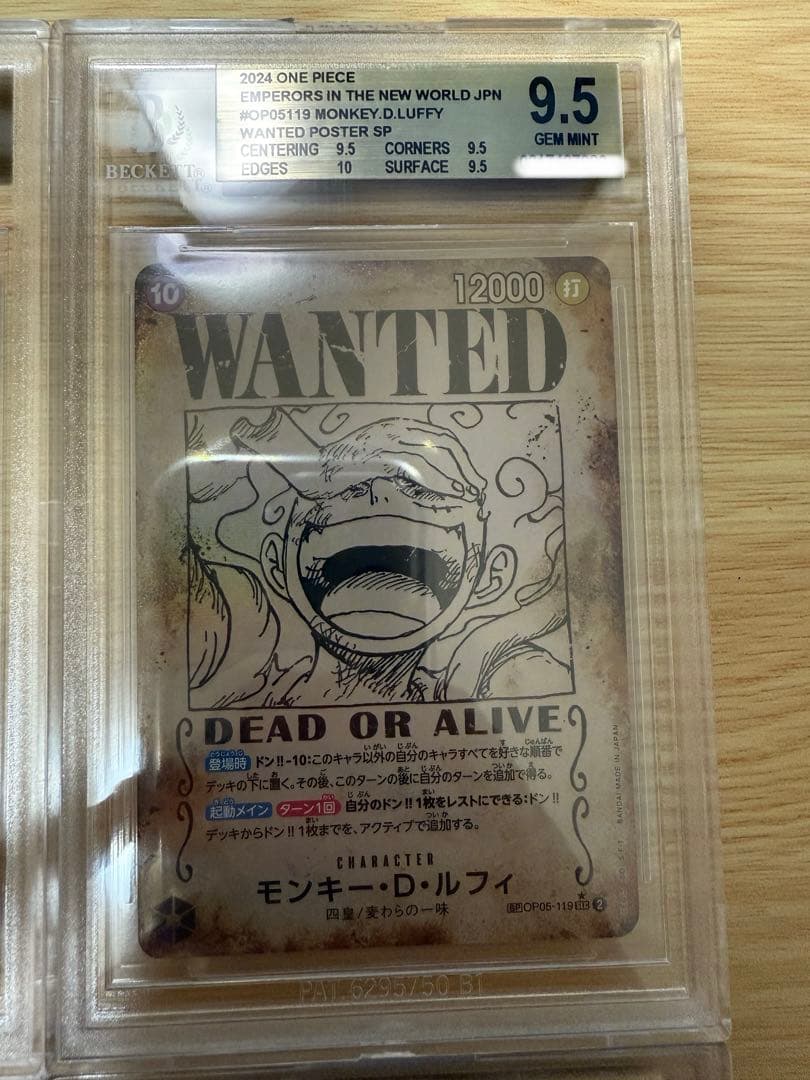 2024 ONE PIECE
EMPERORS IN THE NEW WORLD JPN
#OP05119 MONKEY.D.LUFFY
WANTED POSTER SP
CENTERING 9.5 CORNERS 9.5
EDGES 10 SURFACE 9.5
9.5
GEM MINT
BECKETT®
10
12000 打
WANTED
DEAD OR ALIVE
登場時 ドン!!-10:このキャラ以外の自分のキャラすべてを好きな順番で
デッキの下に置く。その後、このターンの後に自分のターンを追加で得る。
起動メイン ターン1回 自分のドン!!1枚をレストにできる:ドン!!
デッキからドン!!1枚までを、アクティブで追加する。
CHARACTER
モンキー・D・ルフィ
四皇/麦わらの一味
OP05-119 2
BANDAI MADE IN JAPAN